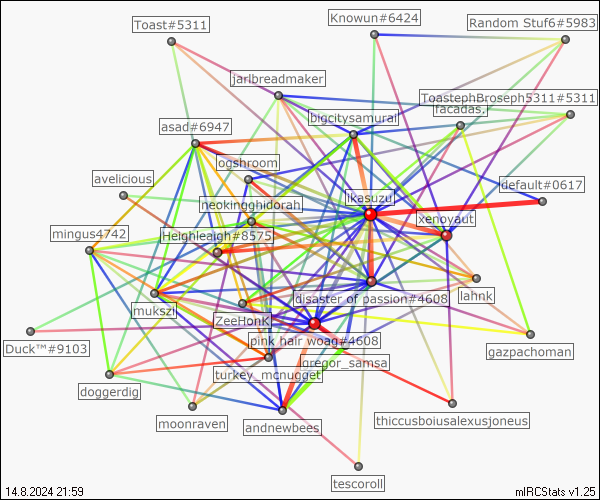 Toast#5311
Knowun#6424
Random Stuf6#5983
jarlbreadmaker
ToastephBroseph5311#5311
facadas.
bigcitysamurai
asad#6947
ogshroom
avelicious
default#0617
ikasuzu
neokingghidorah
xenoyaut
mingus4742
Heighleaigh#8575
disaster of passion#4608
lahnk
mukszi
ZeeHonk
Duck™#9103
pink hair woag#4608
gazpachoman
lgregor_samsa
turkey_mcnugget
doggerdig
moonraven
andnewbees
thiccusboiusalexusjoneus
tescoroll
14.8.2024 21:59
mIRCStats v1.25